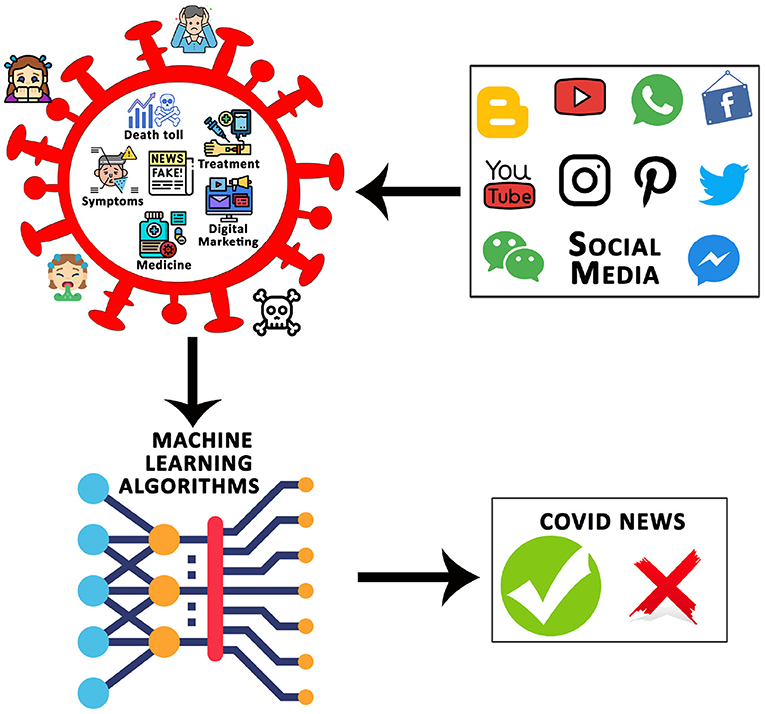 Death toll
NEWS
FAKE!
Treatment
Symptoms
Digital
Marketing
Medicine
f
You
Tube
SOCIAL
MEDIA
MACHINE
LEARNING
ALGORITHMS
COVID NEWS